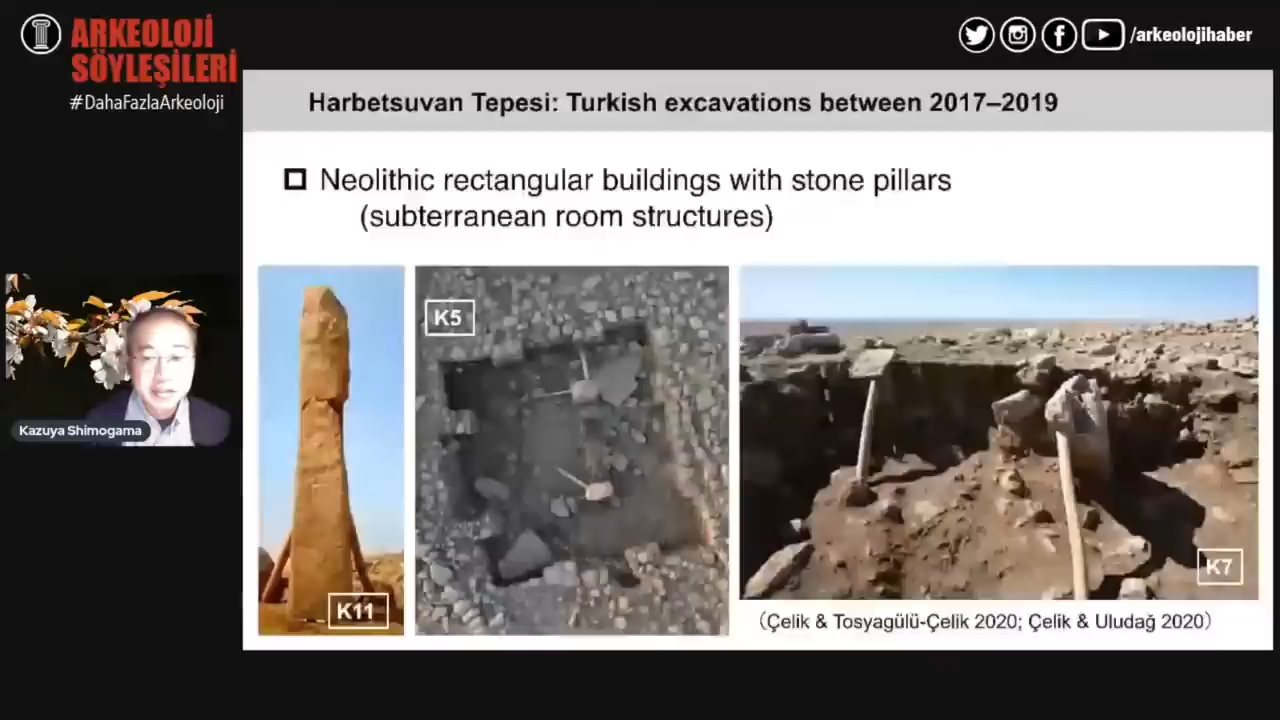 ARKEOLOJİ
SÖYLEŞİLERİ
#DahaFazlaArkeoloji
/arkeolojihaber
Harbetsuvan Tepesi: Turkish excavations between 2017–2019
Neolithic rectangular buildings with stone pillars
(subterranean room structures)
K5
K11
K7
Kazuya Shimogama
(Çelik & Tosyagülü-Çelik 2020; Çelik & Uludağ 2020)